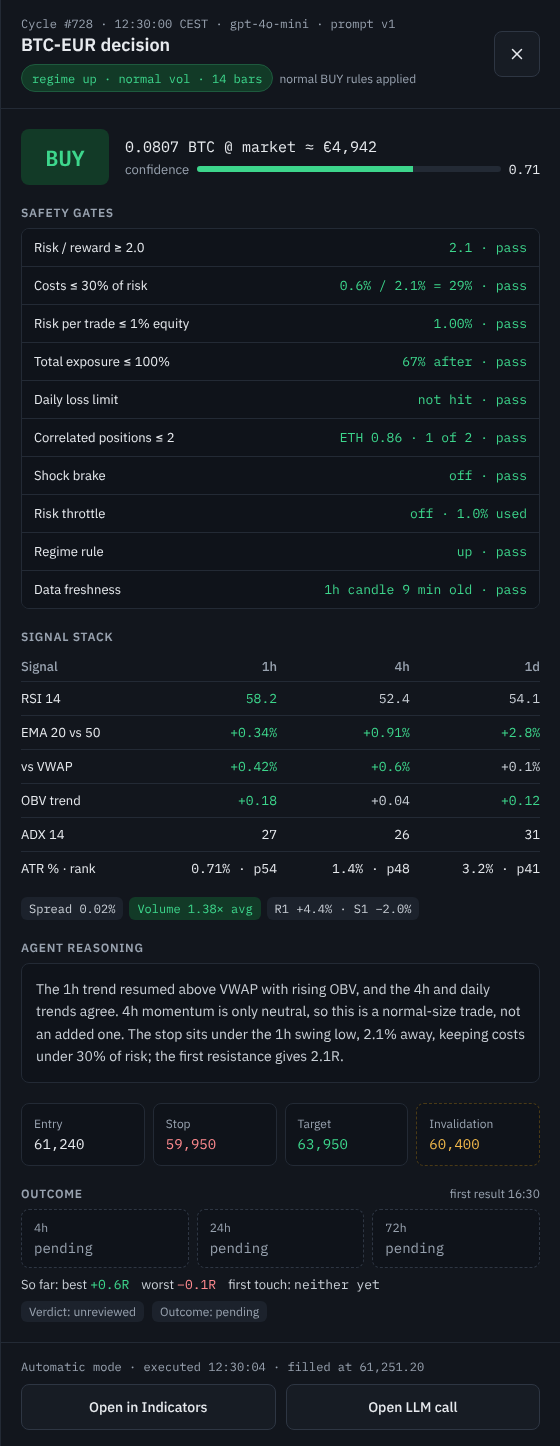 Cycle #728 · 12:30:00 CEST · gpt-4o-mini · prompt v1
BTC-EUR decision
regime up · normal vol · 14 bars normal BUY rules applied
BUY
0.0807 BTC @ market ≈ €4,942
confidence 0.71
SAFETY GATES
Risk / reward ≥ 2.0 2.1 · pass
Costs ≤ 30% of risk 0.6% / 2.1% = 29% · pass
Risk per trade ≤ 1% equity 1.00% · pass
Total exposure ≤ 100% 67% after · pass
Daily loss limit not hit · pass
Correlated positions ≤ 2 ETH 0.86 · 1 of 2 · pass
Shock brake off · pass
Risk throttle off · 1.0% used
Regime rule up · pass
Data freshness 1h candle 9 min old · pass
SIGNAL STACK
Signal 1h 4h 1d
RSI 14 58.2 52.4 54.1
EMA 20 vs 50 +0.34% +0.91% +2.8%
vs VWAP +0.42% +0.6% +0.1%
OBV trend +0.18 +0.04 +0.12
ADX 14 27 26 31
ATR % · rank 0.71% · p54 1.4% · p48 3.2% · p41
Spread 0.02% Volume 1.38× avg R1 +4.4% · S1 −2.0%
AGENT REASONING
The 1h trend resumed above VWAP with rising OBV, and the 4h and daily
trends agree. 4h momentum is only neutral, so this is a normal-size trade, not
an added one. The stop sits under the 1h swing low, 2.1% away, keeping costs
under 30% of risk; the first resistance gives 2.1R.
Entry Stop Target Invalidation
61,240 59,950 63,950 60,400
OUTCOME first result 16:30
4h 24h 72h
pending pending pending
So far: best +0.6R worst −0.1R first touch: neither yet
Verdict: unreviewed Outcome: pending
Automatic mode · executed 12:30:04 · filled at 61,251.20
Open in Indicators Open LLM call